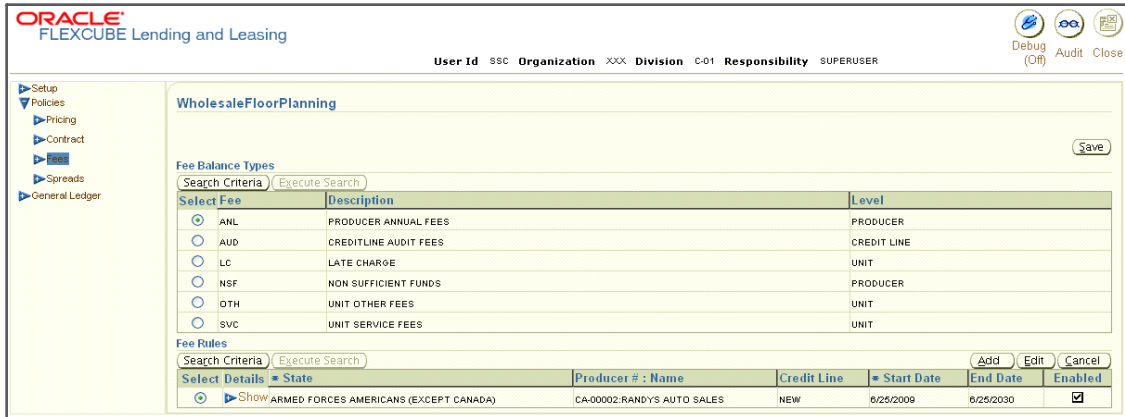 ORACLE®
FLEXCUBE Lending and Leasing
Debug (Off) Audit Close
User Id SSC Organization XXX Division C-01 Responsibility SUPERUSER
Setup
Policies
Pricing
Contract
Fees
Spreads
General Ledger
WholesaleFloorPlanning
Save
Fee Balance Types
Search Criteria Execute Search
Select Fee Description Level
ANL PRODUCER ANNUAL FEES PRODUCER
AUD CREDITLINE AUDIT FEES CREDIT LINE
LC LATE CHARGE UNIT
NSF NON SUFFICIENT FUNDS PRODUCER
OTH UNIT OTHER FEES UNIT
SVC UNIT SERVICE FEES UNIT
Fee Rules
Search Criteria Execute Search Add Edit Cancel
Select Details * State Producer # : Name Credit Line * Start Date End Date Enabled
Show ARMED FORCES AMERICANS (EXCEPT CANADA) CA-00002:RANDYS AUTO SALES NEW 6/25/2009 6/25/2030